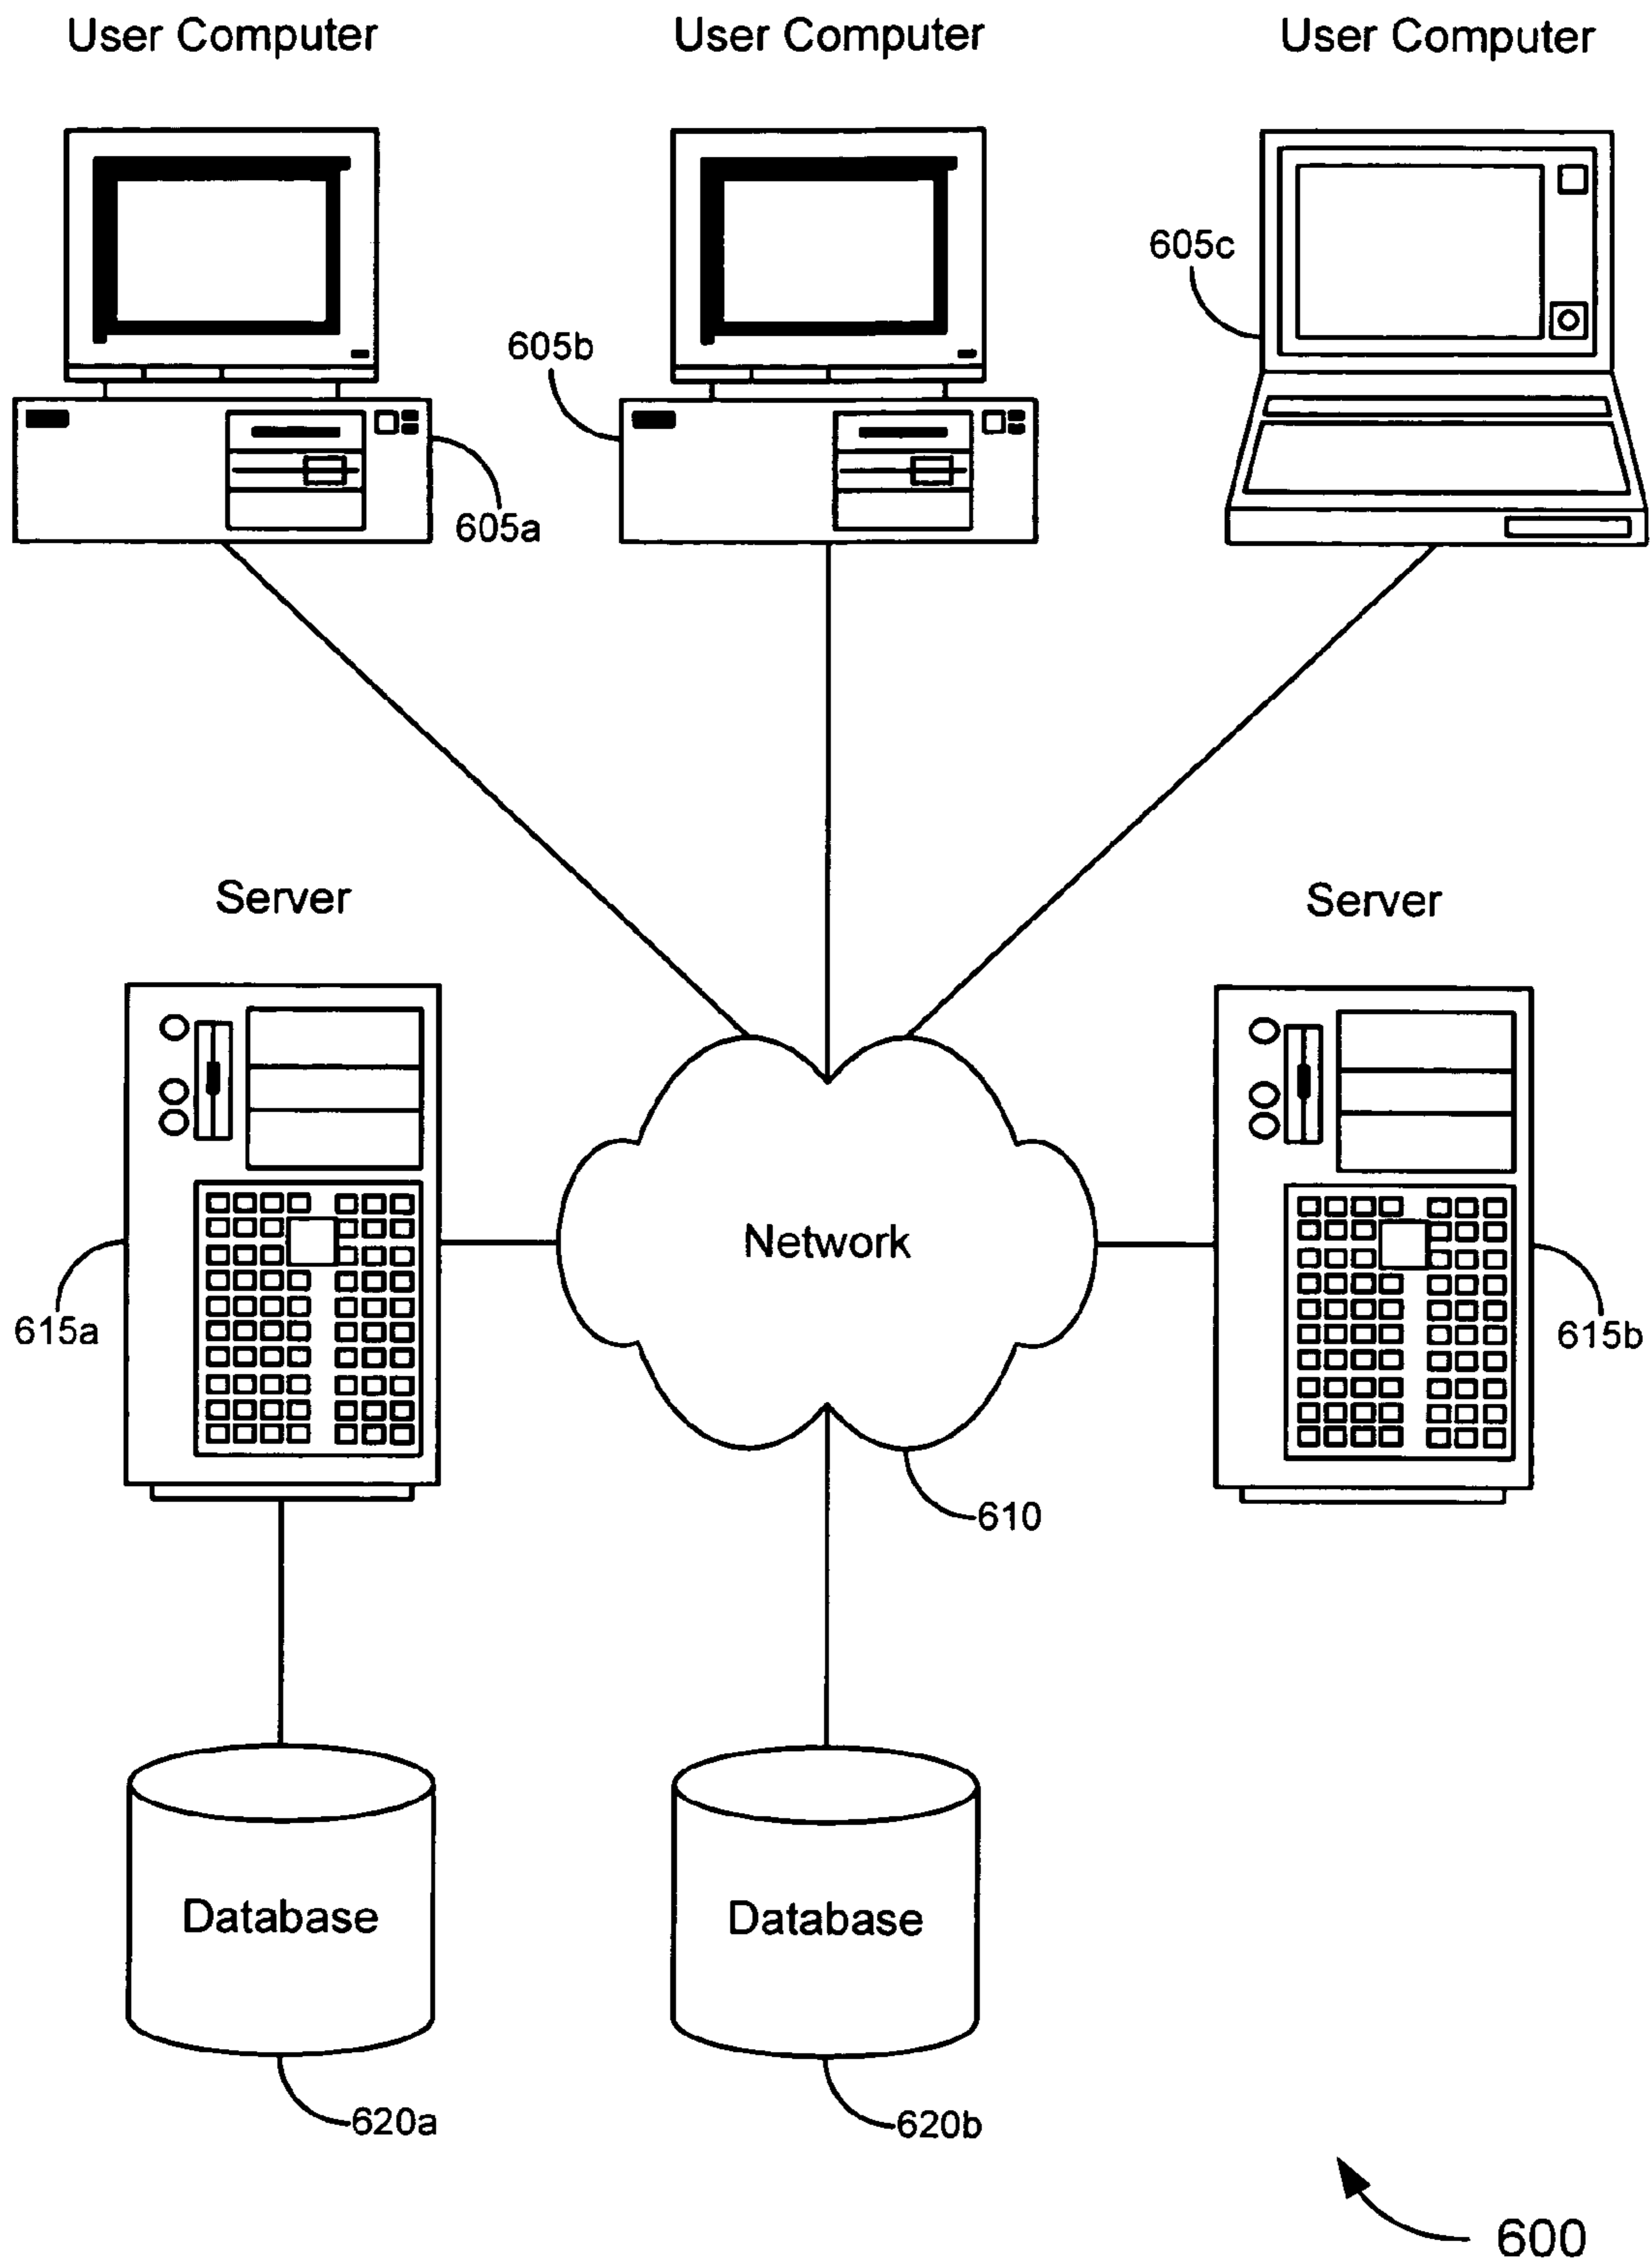 User Computer
User Computer
User Computer
605c
605b
605a
Server
Server
Network
615a
615b
610
Database
Database
620a
620b
600